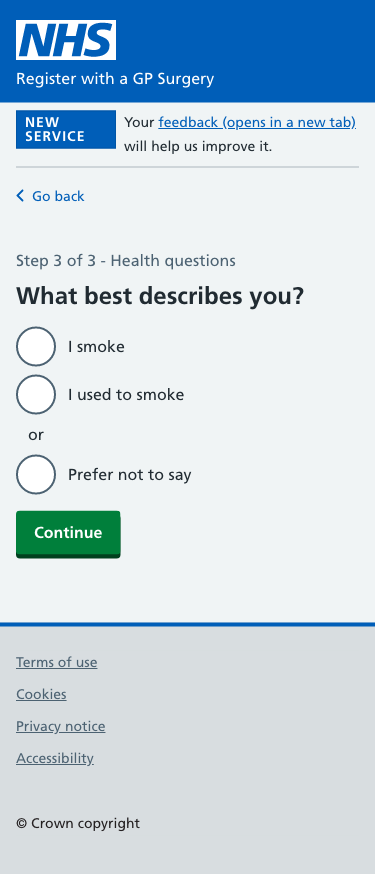 NHS
Register with a GP Surgery
NEW
SERVICE
Your feedback (opens in a new tab)
will help us improve it.
Go back
Step 3 of 3 - Health questions
What best describes you?
I smoke
I used to smoke
or
Prefer not to say
Continue
Terms of use
Cookies
Privacy notice
Accessibility
© Crown copyright